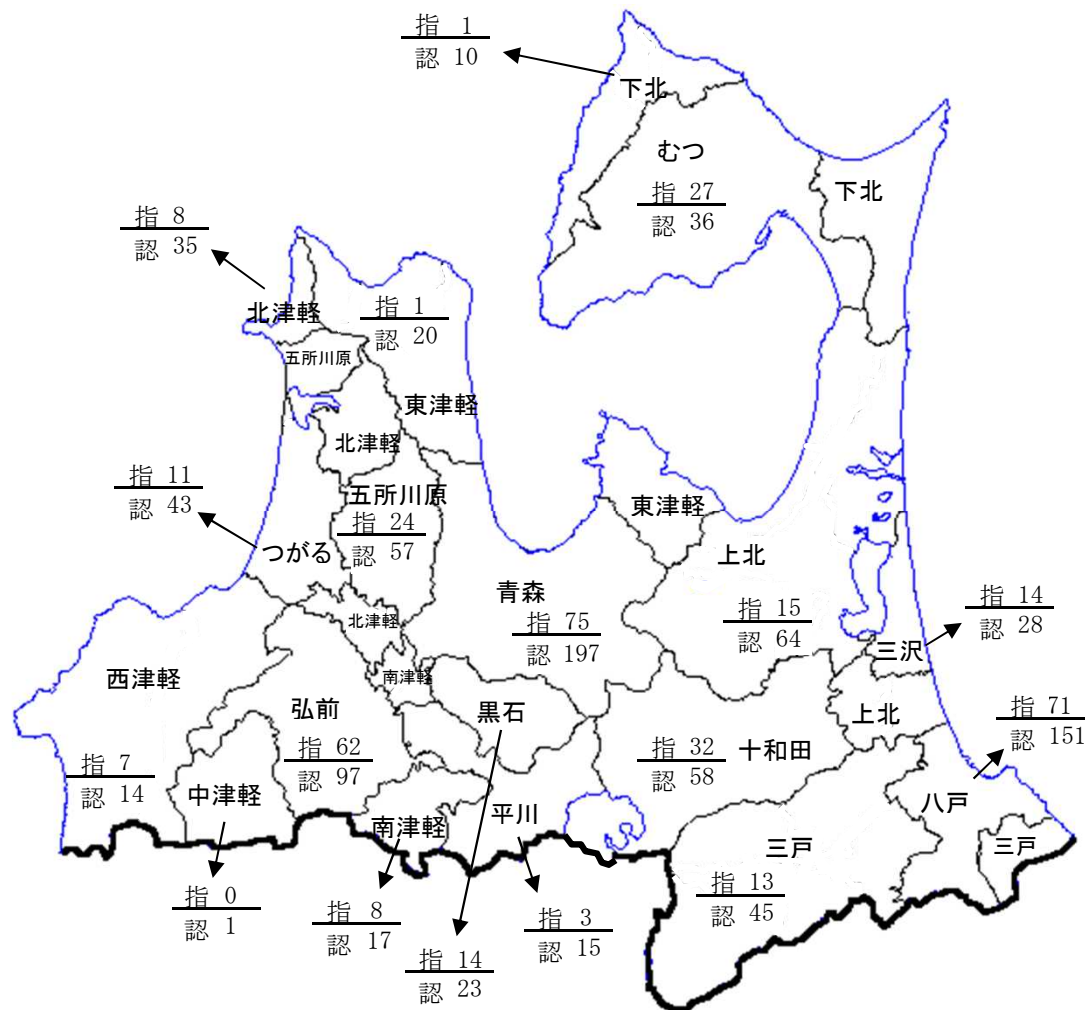 指 1
認 10
下北
むつ
指 27
認 36
下北
指 8
認 35
北津軽
指 1
認 20
五所川原
東津軽
北津軽
指 11
認 43
五所川原
指 24
認 57
東津軽
つがる
上北
青森
指 75
認 197
指 15
認 64
指 14
認 28
北津軽
三沢
西津軽
南津軽
弘前
黒石
上北
指 71
認 151
指 62
認 97
指 32
認 58
十和田
指 7
認 14
中津軽
八戸
南津軽
平川
三戸
三戸
指 0
認 1
指 8
認 17
指 3
認 15
指 13
認 45
指 14
認 23